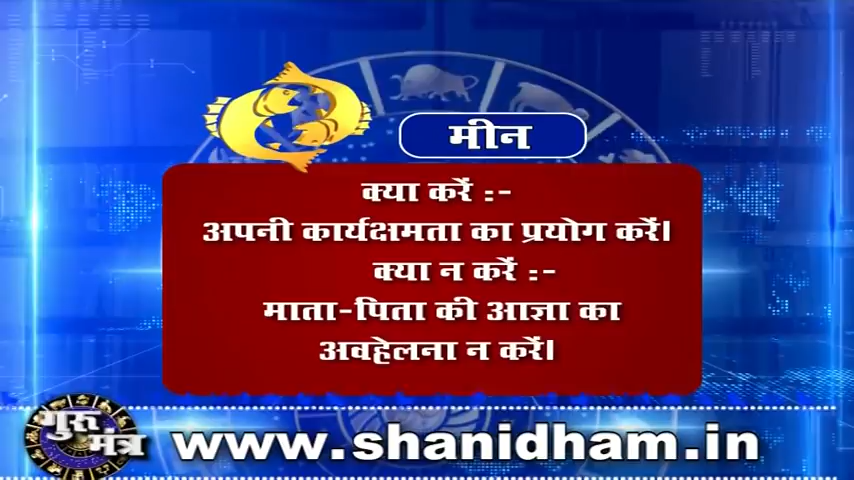 मीन
क्या करें :-
अपनी कार्यक्षमता का प्रयोग करें।
क्या न करें :-
माता-पिता की आज्ञा का
अवहेलना न करें।
गुरु
मंत्र
www.shanidham.in